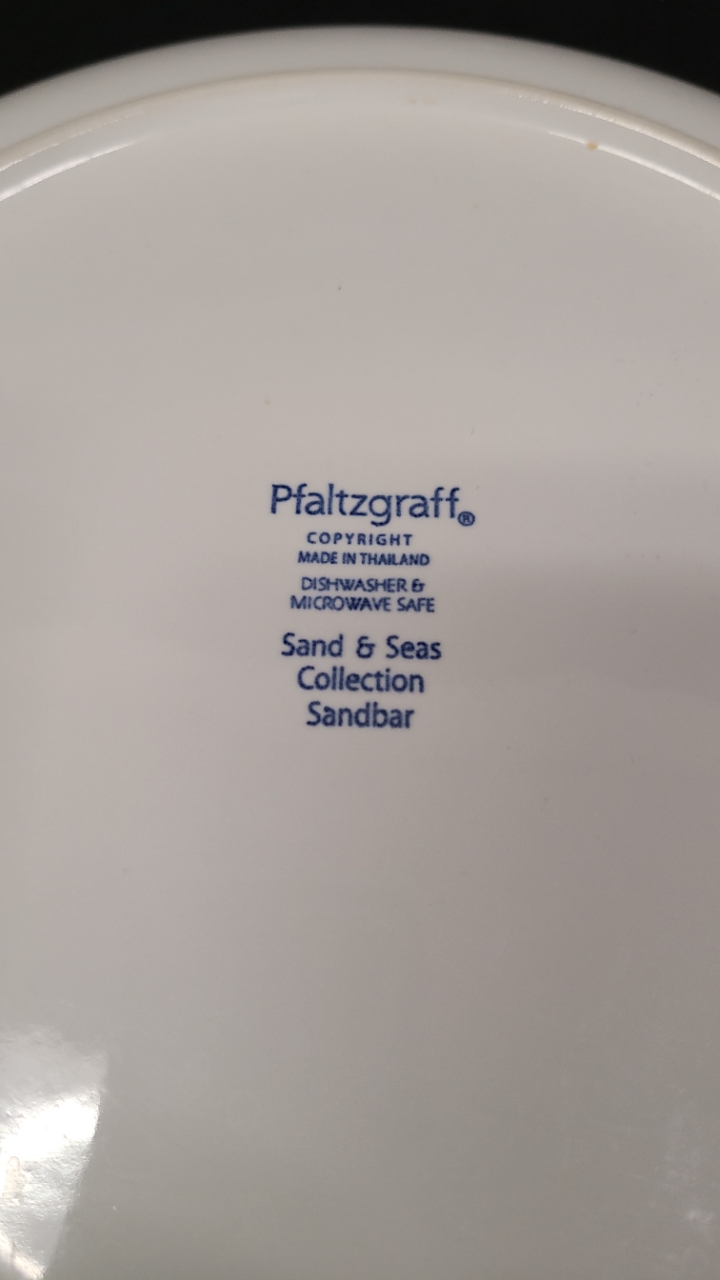 Pfaltzgraff®
COPYRIGHT
MADE IN THAILAND
DISHWASHER &
MICROWAVE SAFE
Sand & Seas
Collection
Sandbar